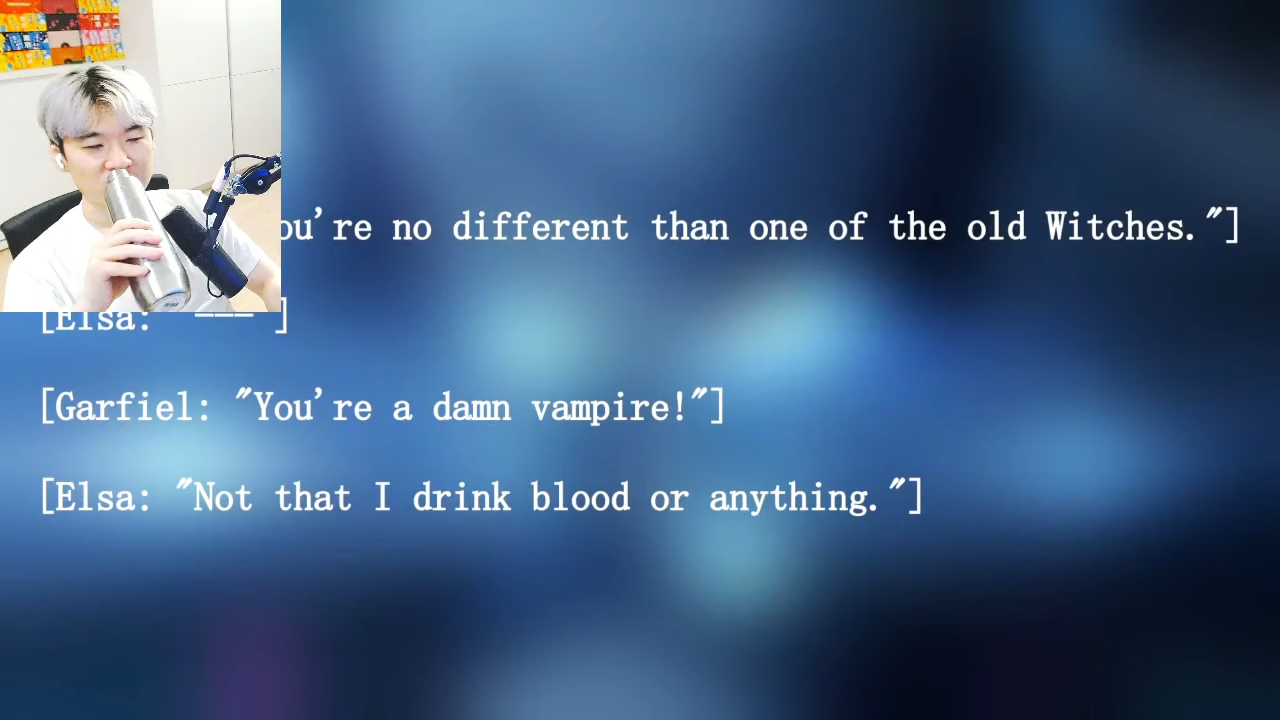 ou're no different than one of the old Witches."]
[Elsa: "———"]
[Garfiel: "You're a damn vampire!"]
[Elsa: "Not that I drink blood or anything."]